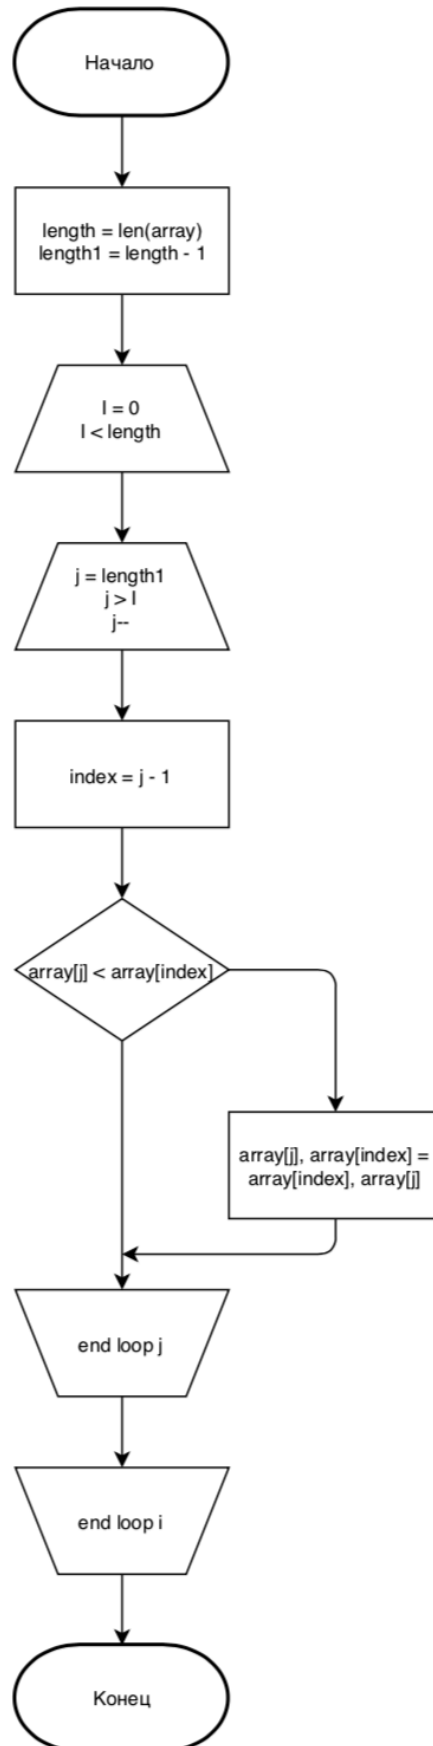 Начало
length = len(array)
length1 = length - 1
I = 0
I < length
j = length1
j > I
j--
index = j - 1
array[j] < array[index]
array[j], array[index] =
array[index], array[j]
end loop j
end loop i
Конец